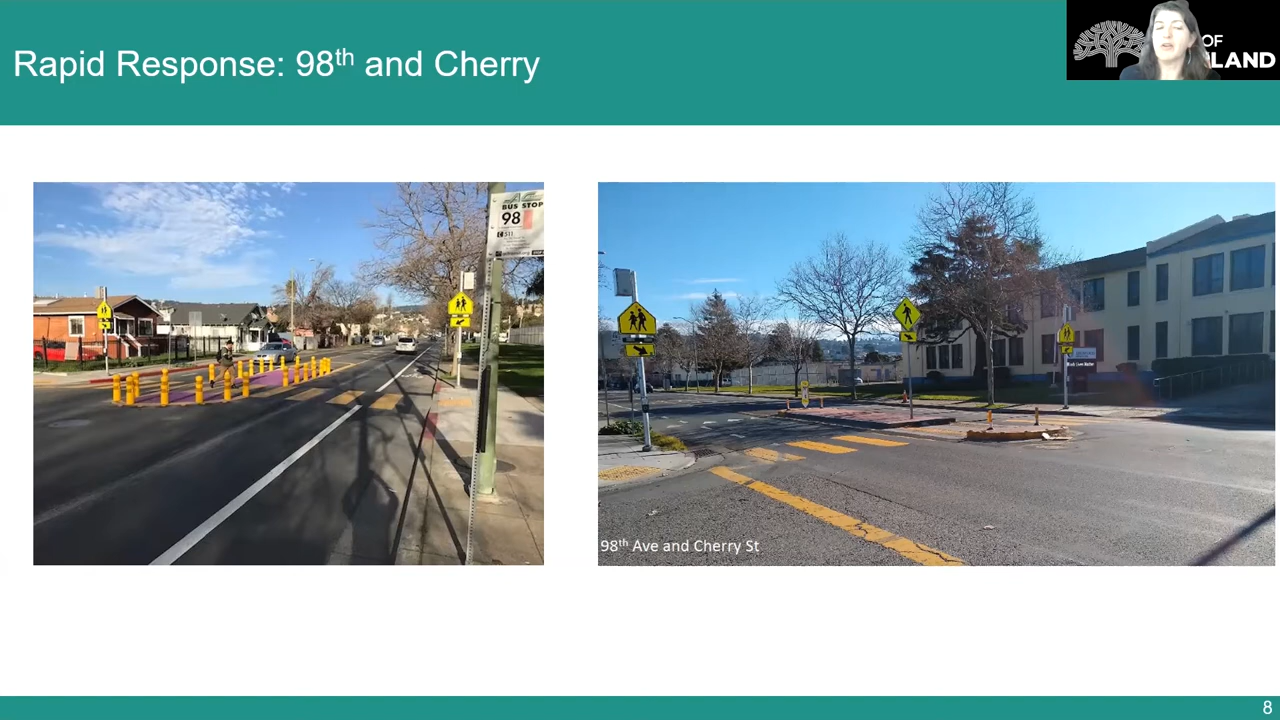 Rapid Response: 98th and Cherry
OF
LAND
BUS STOP
98
98th Ave and Cherry St
8